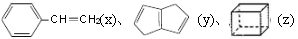 CH=CH₂(x)、 (y)、 (z)